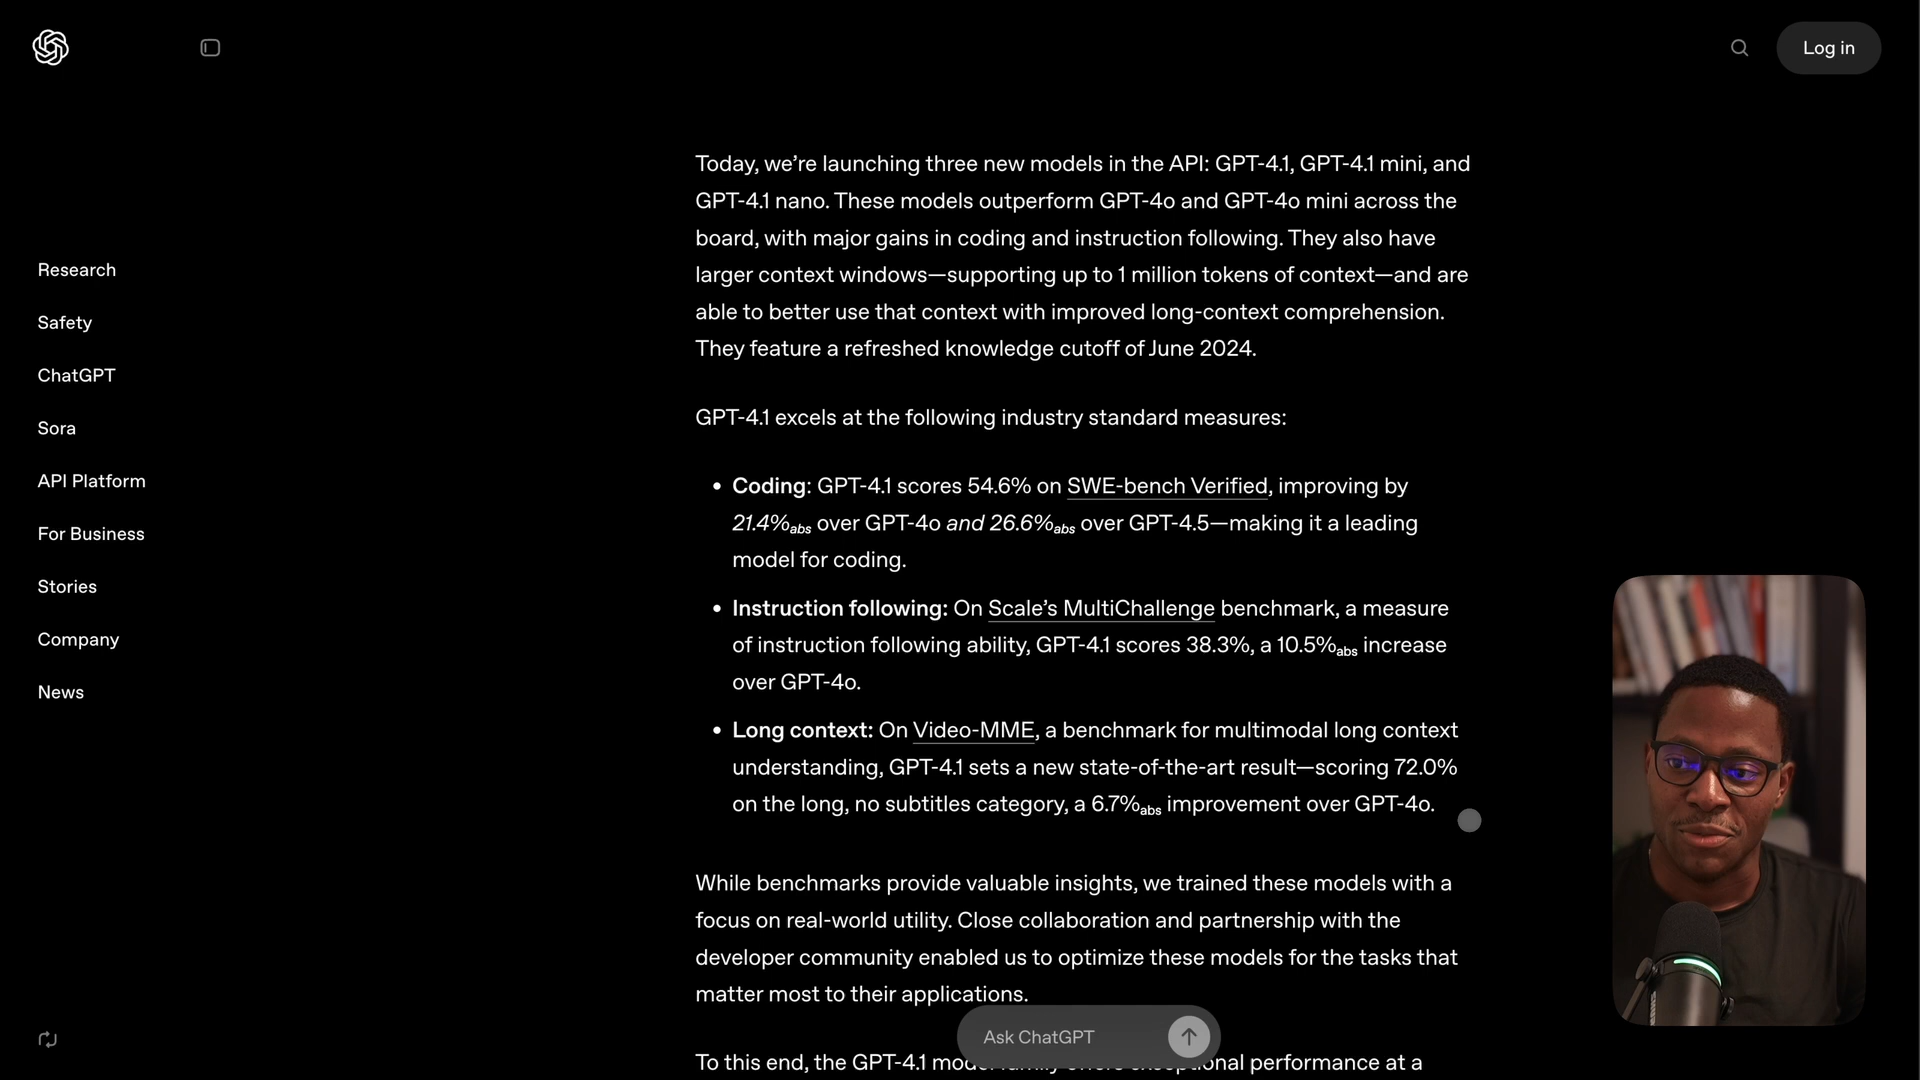 Log in
Research
Safety
ChatGPT
Sora
API Platform
For Business
Stories
Company
News
Today, we’re launching three new models in the API: GPT-4.1, GPT-4.1 mini, and
GPT-4.1 nano. These models outperform GPT-4o and GPT-4o mini across the
board, with major gains in coding and instruction following. They also have
larger context windows—supporting up to 1 million tokens of context—and are
able to better use that context with improved long-context comprehension.
They feature a refreshed knowledge cutoff of June 2024.
GPT-4.1 excels at the following industry standard measures:
• Coding: GPT-4.1 scores 54.6% on SWE-bench Verified, improving by
21.4%abs over GPT-4o and 26.6%abs over GPT-4.5—making it a leading
model for coding.
• Instruction following: On Scale’s MultiChallenge benchmark, a measure
of instruction following ability, GPT-4.1 scores 38.3%, a 10.5%abs increase
over GPT-4o.
• Long context: On Video-MME, a benchmark for multimodal long context
understanding, GPT-4.1 sets a new state-of-the-art result—scoring 72.0%
on the long, no subtitles category, a 6.7%abs improvement over GPT-4o.
While benchmarks provide valuable insights, we trained these models with a
focus on real-world utility. Close collaboration and partnership with the
developer community enabled us to optimize these models for the tasks that
matter most to their applications.
Ask ChatGPT
To this end, the GPT-4.1 performance at a